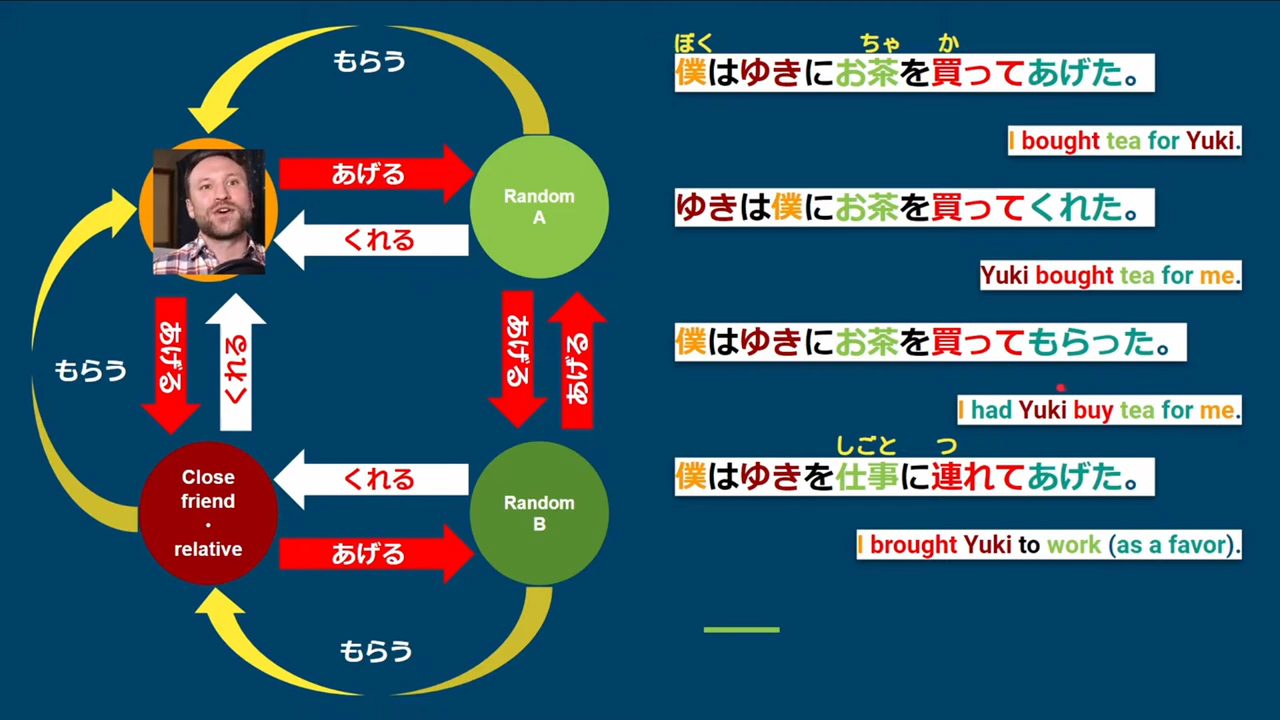 もらう
あげる
くれる
Random
A
もらう
あげる
くれる
あげる
あげる
Close
friend
・
relative
くれる
あげる
Random
B
もらう
ぼく ちゃ か
僕はゆきにお茶を買ってあげた。
I bought tea for Yuki.
ゆきは僕にお茶を買ってくれた。
Yuki bought tea for me.
僕はゆきにお茶を買ってもらった。
I had Yuki buy tea for me.
しごと つ
僕はゆきを仕事に連れてあげた。
I brought Yuki to work (as a favor).